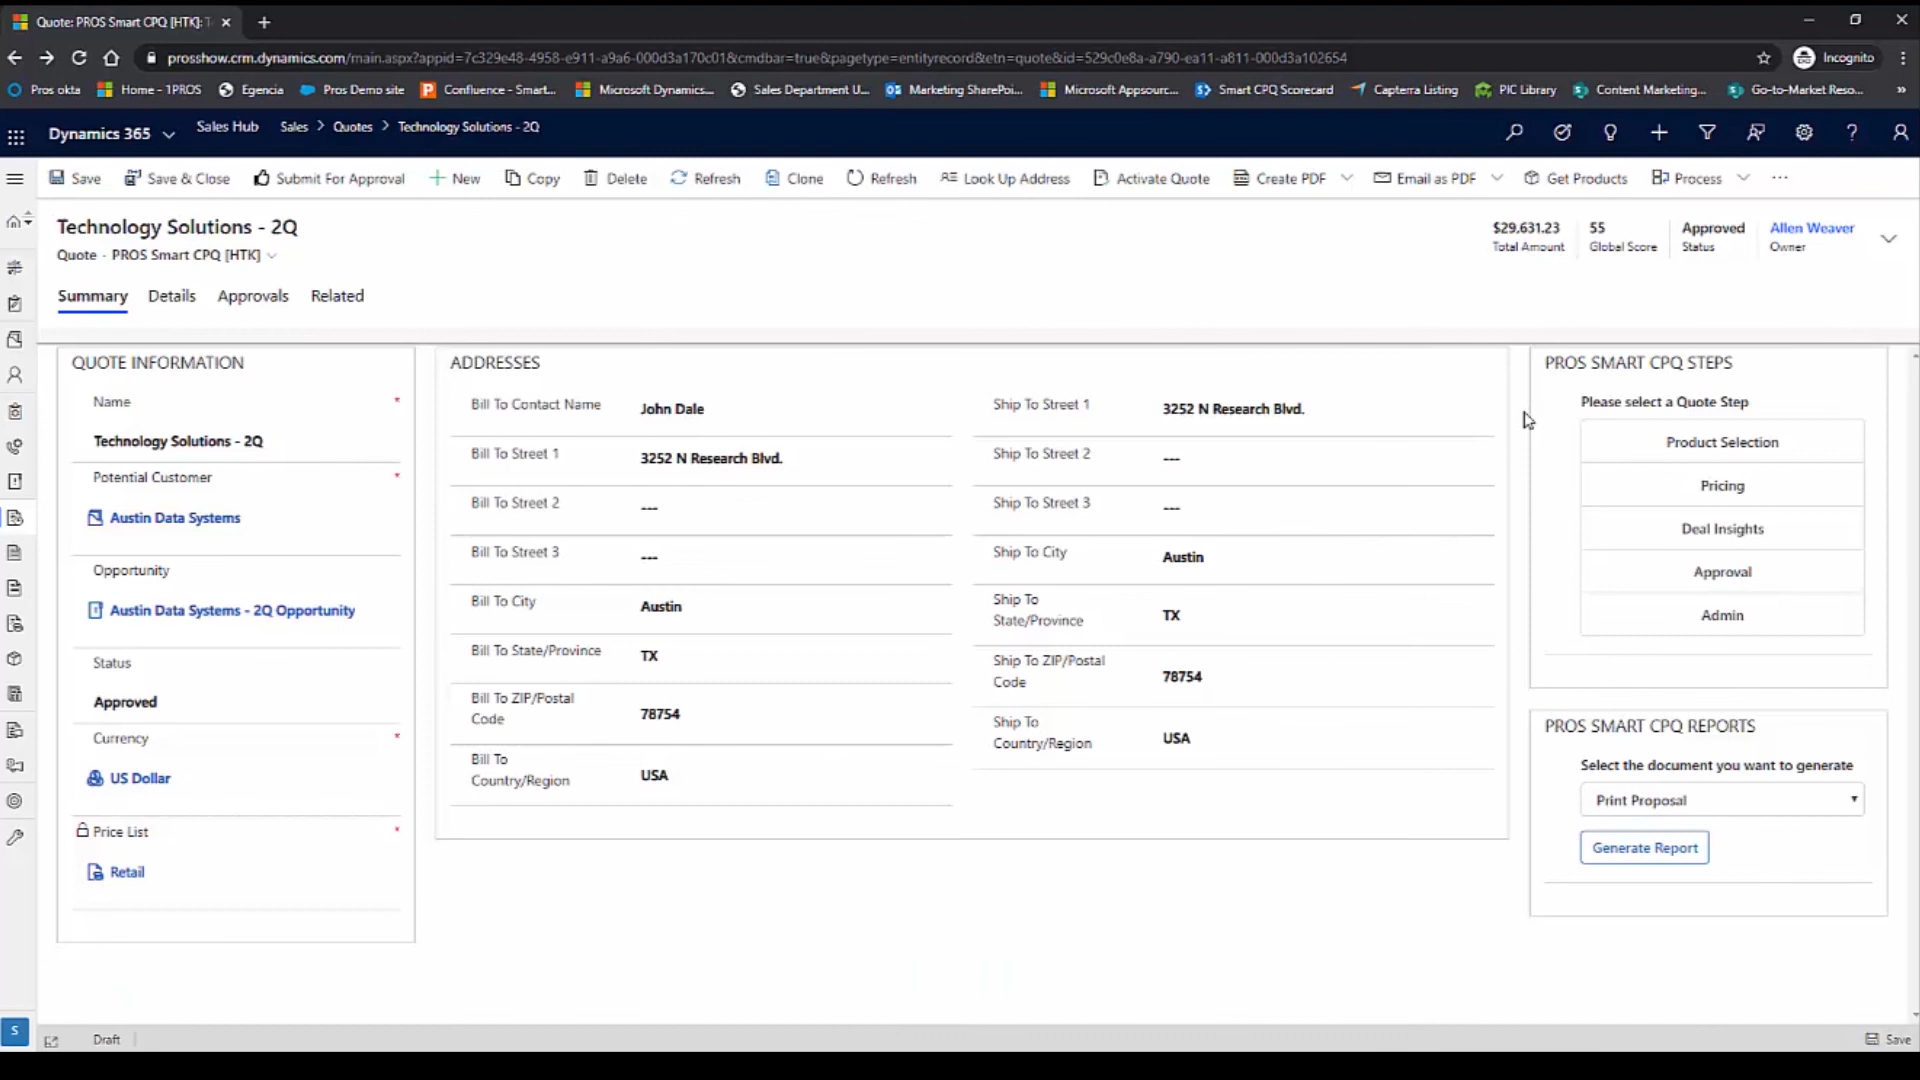 Quote: PROS Smart CPQ [HTK]: T
prosshow.crm.dynamics.com/main.aspx?appid=7c329e48-4958-e911-a9a6-000d3a170c01&cmdbar=true&pagetype=entityrecord&etn=quote&id=529c0e8a-a790-ea11-a811-000d3a102654
Incognito
Pros okta Home - 1PROS Egencia Pros Demo site Confluence - Smart... Microsoft Dynamics... Sales Department U... Marketing SharePoi... Microsoft Appsourc... Smart CPQ Scorecard Capterra Listing PIC Library Content Marketing... Go-to-Market Reso... »
Dynamics 365 Sales Hub Sales > Quotes > Technology Solutions - 2Q
Save Save & Close Submit For Approval New Copy Delete Refresh Clone Refresh Look Up Address Activate Quote Create PDF Email as PDF Get Products Process ...
Technology Solutions - 2Q
Quote - PROS Smart CPQ [HTK]
$29,631.23 55 Approved Allen Weaver
Total Amount Global Score Status Owner
Summary Details Approvals Related
QUOTE INFORMATION
Name *
Technology Solutions - 2Q
Potential Customer *
Austin Data Systems
Opportunity
Austin Data Systems - 2Q Opportunity
Status
Approved
Currency *
US Dollar
Price List *
Retail
ADDRESSES
Bill To Contact Name John Dale
Bill To Street 1 3252 N Research Blvd.
Bill To Street 2 ---
Bill To Street 3 ---
Bill To City Austin
Bill To State/Province TX
Bill To ZIP/Postal
Code 78754
Bill To
Country/Region USA
Ship To Street 1 3252 N Research Blvd.
Ship To Street 2 ---
Ship To Street 3 ---
Ship To City Austin
Ship To
State/Province TX
Ship To ZIP/Postal
Code 78754
Ship To
Country/Region USA
PROS SMART CPQ STEPS
Please select a Quote Step
Product Selection
Pricing
Deal Insights
Approval
Admin
PROS SMART CPQ REPORTS
Select the document you want to generate
Print Proposal
Generate Report
S
Draft
Save